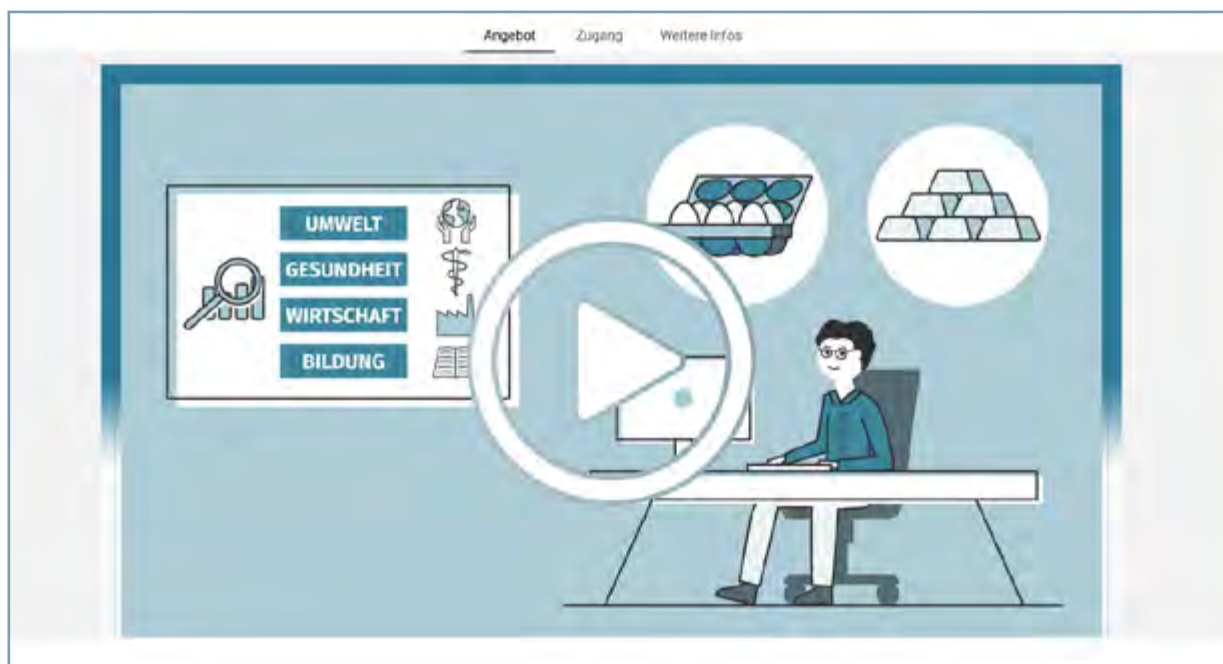 Angebot Zugang Weitere Infos
UMWELT
GESUNDHEIT
WIRTSCHAFT
BILDUNG